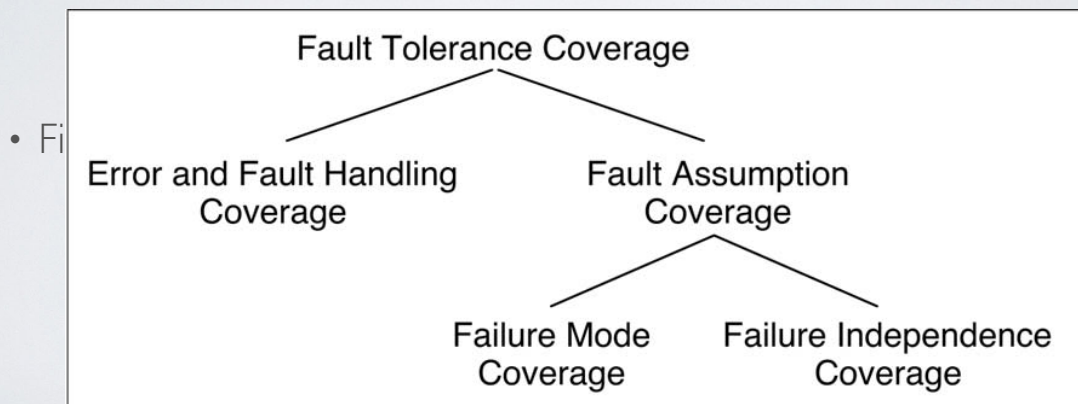 Fault Tolerance Coverage
• Fi
Error and Fault Handling
Coverage
Fault Assumption
Coverage
Failure Mode
Coverage
Failure Independence
Coverage